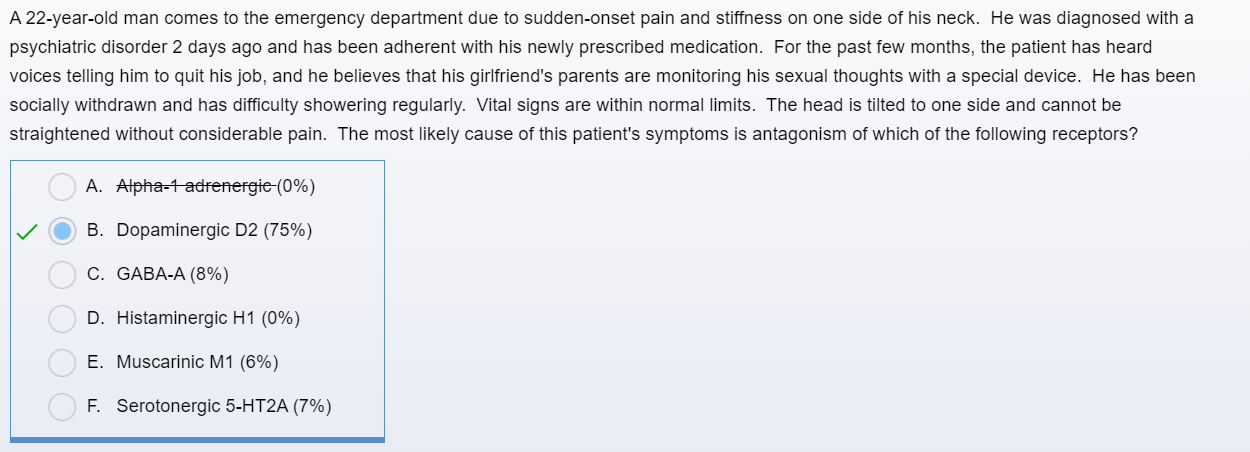 A 22-year-old man comes to the emergency department due to sudden-onset pain and stiffness on one side of his neck.  He was diagnosed with a
psychiatric disorder 2 days ago and has been adherent with his newly prescribed medication.  For the past few months, the patient has heard
voices telling him to quit his job, and he believes that his girlfriend's parents are monitoring his sexual thoughts with a special device.  He has been
socially withdrawn and has difficulty showering regularly.  Vital signs are within normal limits.  The head is tilted to one side and cannot be
straightened without considerable pain.  The most likely cause of this patient's symptoms is antagonism of which of the following receptors?
A. Alpha-1 adrenergic (0%)
B. Dopaminergic D2 (75%)
C. GABA-A (8%)
D. Histaminergic H1 (0%)
E. Muscarinic M1 (6%)
F. Serotonergic 5-HT2A (7%)